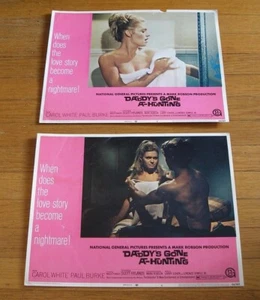 When
does
the
love story
become
a
nightmare!
NATIONAL GENERAL PICTURES PRESENTS A MARK ROBSON PRODUCTION
DADDY'S GONE
A-HUNTING
CAROL WHITE PAUL BURKE
When
does
the
love story
become
a
nightmare!
NATIONAL GENERAL PICTURES PRESENTS A MARK ROBSON PRODUCTION
DADDY'S GONE
A-HUNTING
CAROL WHITE PAUL BURKE